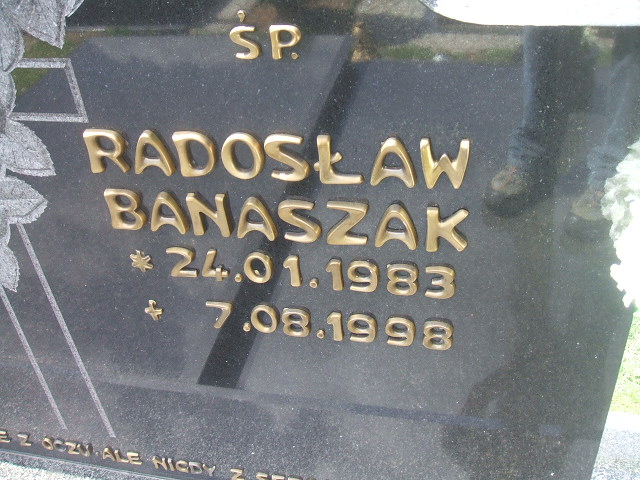 ŚP.
RADOSŁAW
BANASZAK
* 24.01.1983
+ 7.08.1998
Z OCZU, ALE NIGDY Z